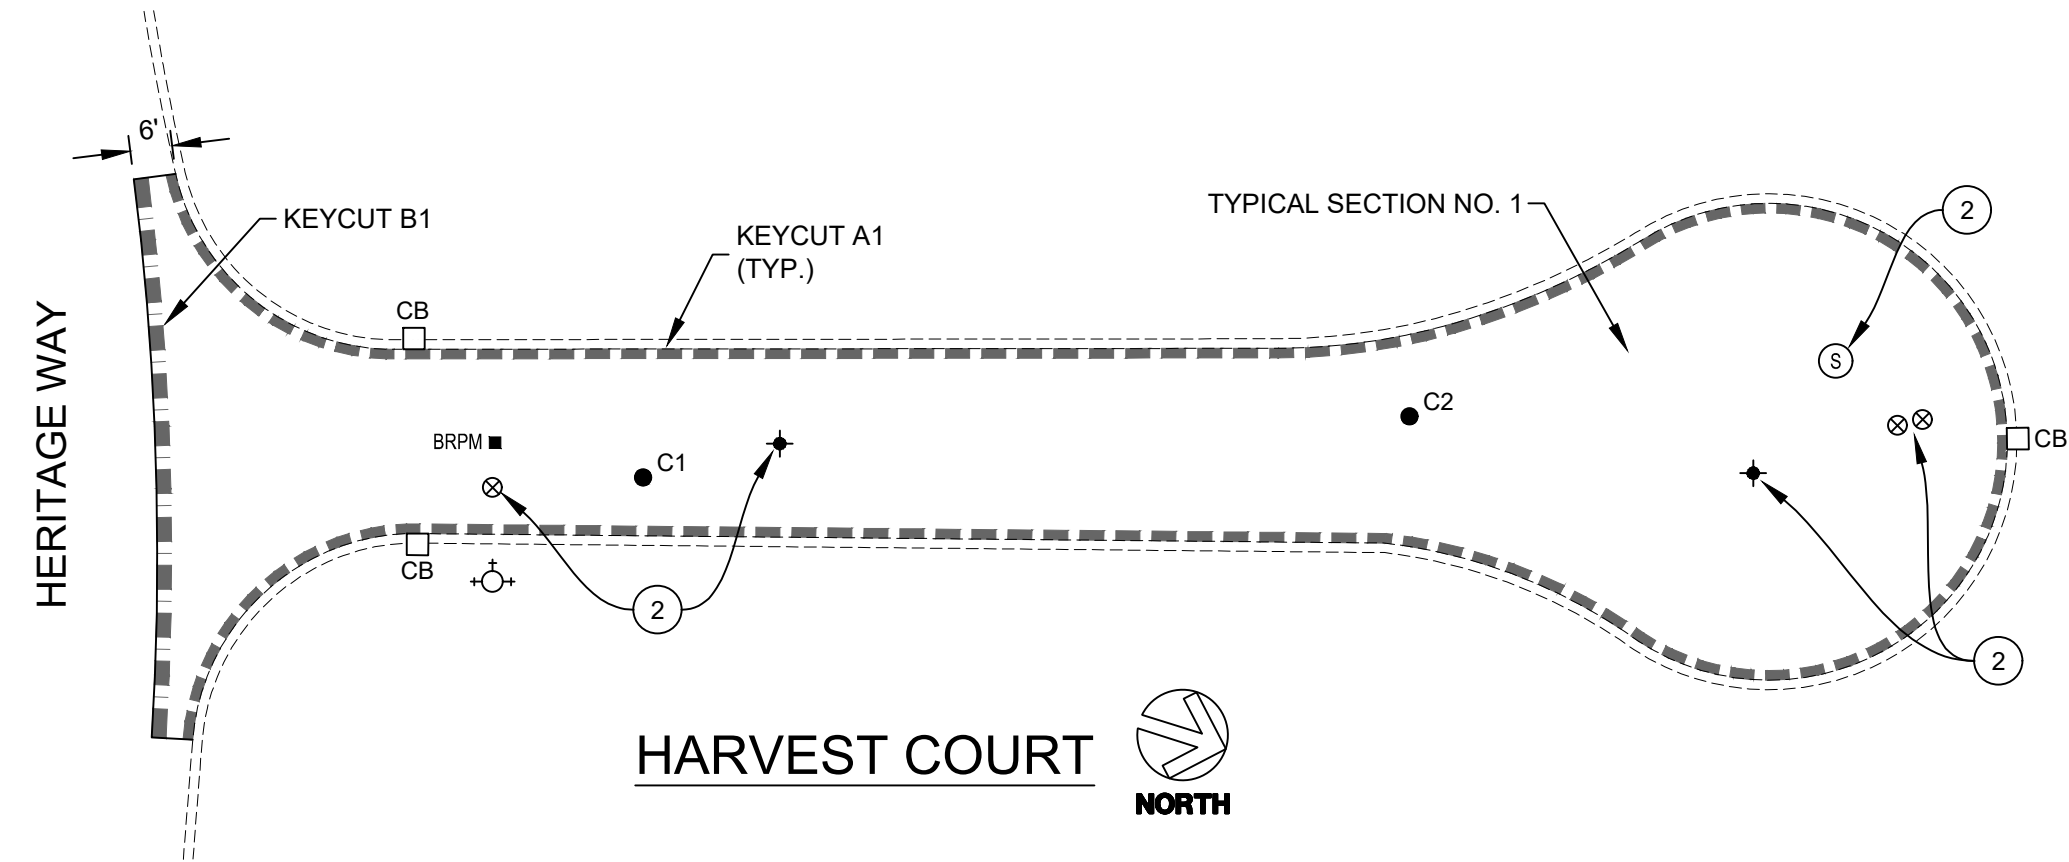 6'
KEYCUT B1
KEYCUT A1
(TYP.)
TYPICAL SECTION NO. 1
2
CB
S
HERITAGE WAY
C2
BRPM
CB
C1
CB
2
2
HARVEST COURT
NORTH